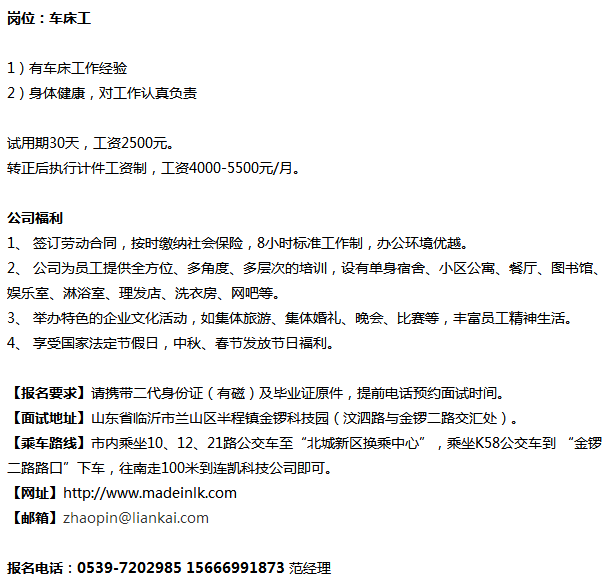 岗位：车床工
1）有车床工作经验
2）身体健康，对工作认真负责
试用期30天，工资2500元。
转正后执行计件工资制，工资4000-5500元/月。
公司福利
1、 签订劳动合同，按时缴纳社会保险，8小时标准工作制，办公环境优越。
2、 公司为员工提供全方位、多角度、多层次的培训，设有单身宿舍、小区公寓、餐厅、图书馆、
娱乐室、淋浴室、理发店、洗衣房、网吧等。
3、 举办特色的企业文化活动，如集体旅游、集体婚礼、晚会、比赛等，丰富员工精神生活。
4、 享受国家法定节假日，中秋、春节发放节日福利。
【报名要求】请携带二代身份证（有磁）及毕业证原件，提前电话预约面试时间。
【面试地址】山东省临沂市兰山区半程镇金锣科技园（汶泗路与金锣二路交汇处）。
【乘车路线】市内乘坐10、12、21路公交车至“北城新区换乘中心”，乘坐K58公交车到 “金锣
二路路口”下车，往南走100米到连凯科技公司即可。
【网址】http://www.madeinlk.com
【邮箱】zhaopin@liankai.com
报名电话：0539-7202985 15666991873 范经理